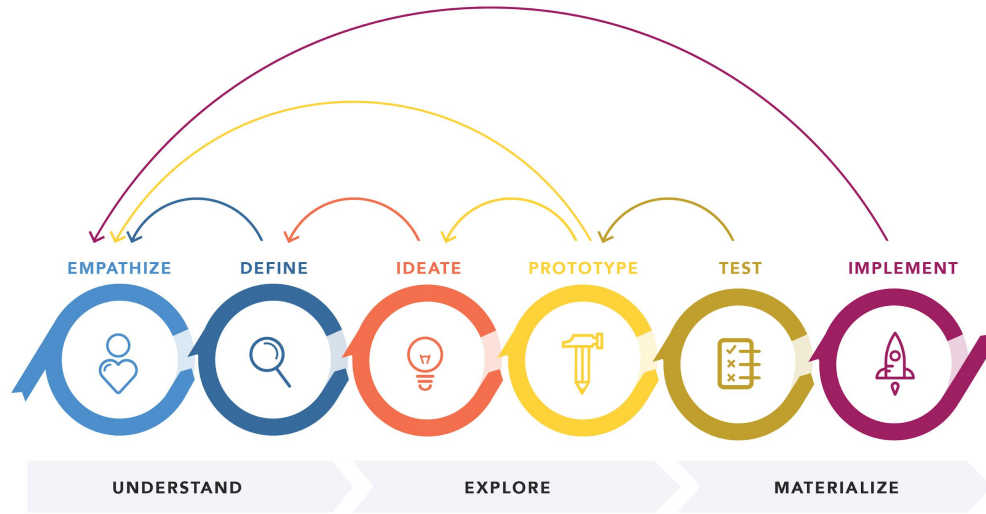 EMPATHIZE
DEFINE
IDEATE
PROTOTYPE
TEST
IMPLEMENT
UNDERSTAND
EXPLORE
MATERIALIZE